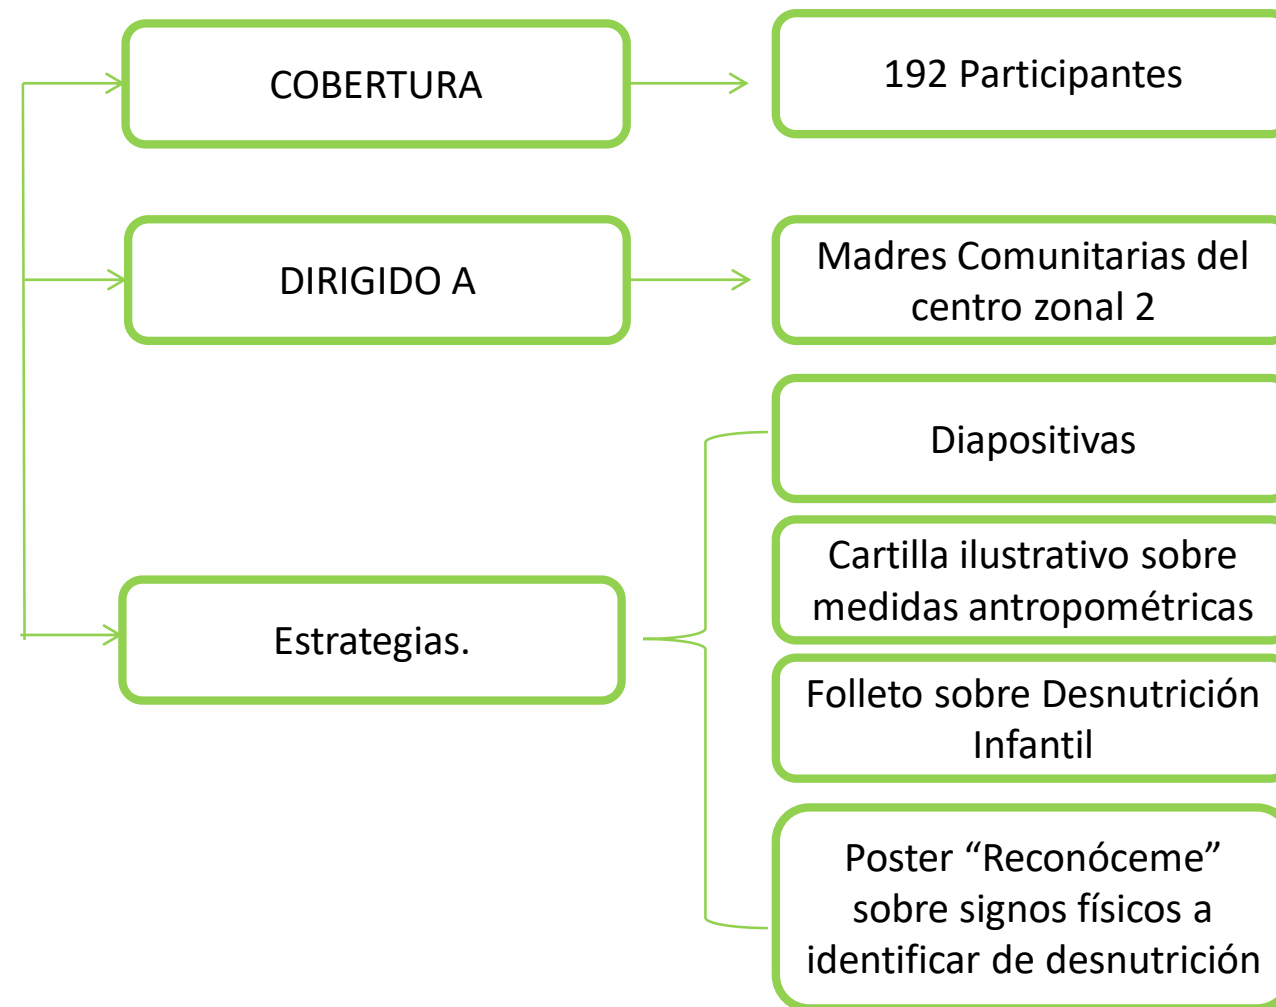 COBERTURA
192 Participantes
DIRIGIDO A
Madres Comunitarias del
centro zonal 2
Estrategias.
Diapositivas
Cartilla ilustrativo sobre
medidas antropométricas
Folleto sobre Desnutrición
Infantil
Poster “Reconóceme”
sobre signos físicos a
identificar de desnutrición